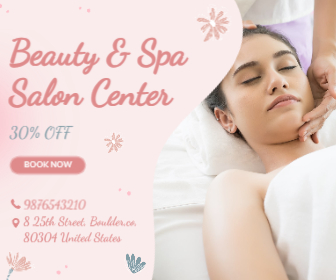 Beauty & Spa
Salon Center
30% OFF
BOOK NOW
9876543210
8 25th Street, Boulder,co,
80304 United States